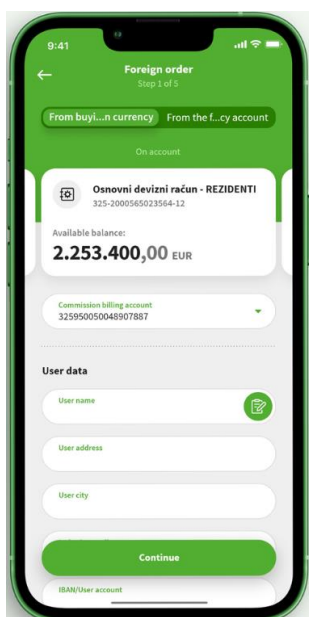 9:41
Foreign order
Step 1 of 5
From buyi...n currency
From the f...cy account
On account
Osnovni devizni račun - REZIDENTI
325-2000565023564-12
Available balance:
2.253.400,00 EUR
Commission billing account
325950050048907887
User data
User name
User address
User city
Continue
IBAN/User account